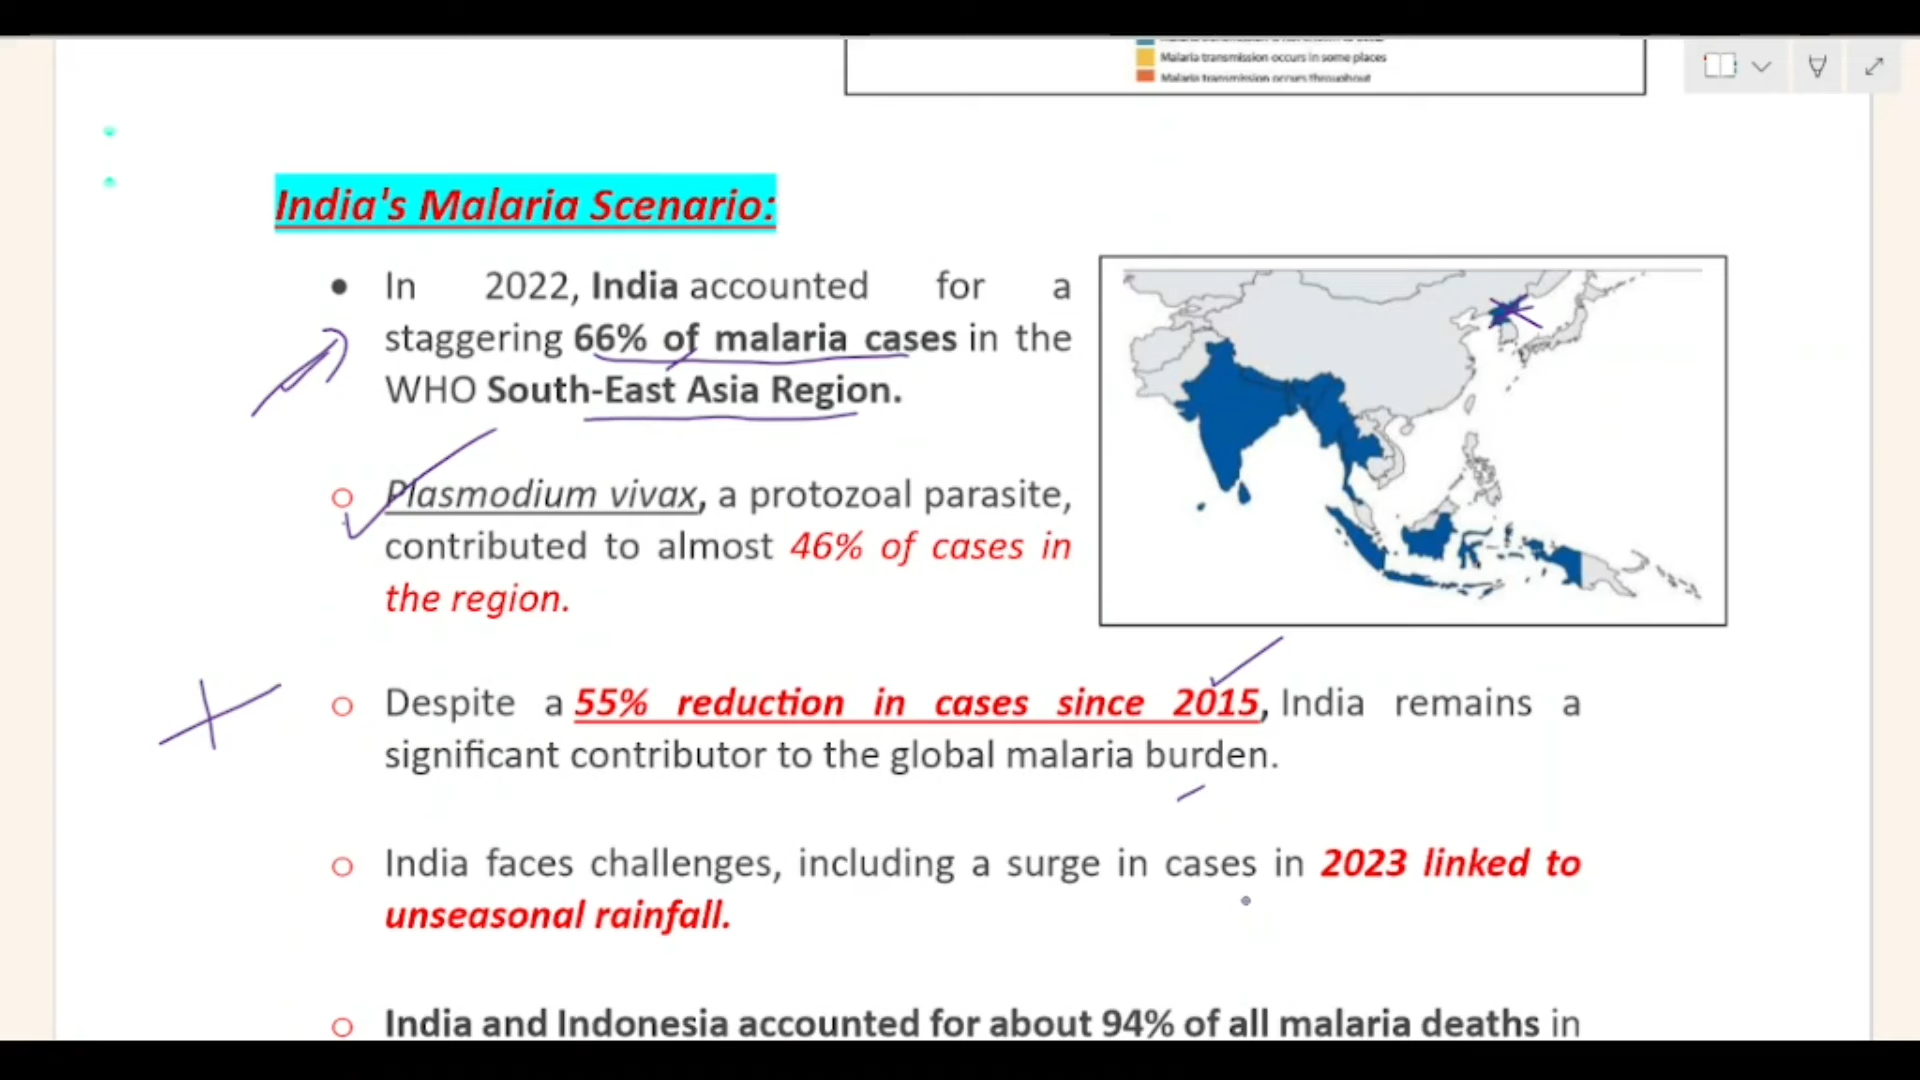 Malaria transmission occurs in some places
Malaria transmission occurs throughout
India's Malaria Scenario:
In 2022, India accounted for a
staggering 66% of malaria cases in the
WHO South-East Asia Region.
Plasmodium vivax, a protozoal parasite,
contributed to almost 46% of cases in
the region.
Despite a 55% reduction in cases since 2015, India remains a
significant contributor to the global malaria burden.
India faces challenges, including a surge in cases in 2023 linked to
unseasonal rainfall.
India and Indonesia accounted for about 94% of all malaria deaths in